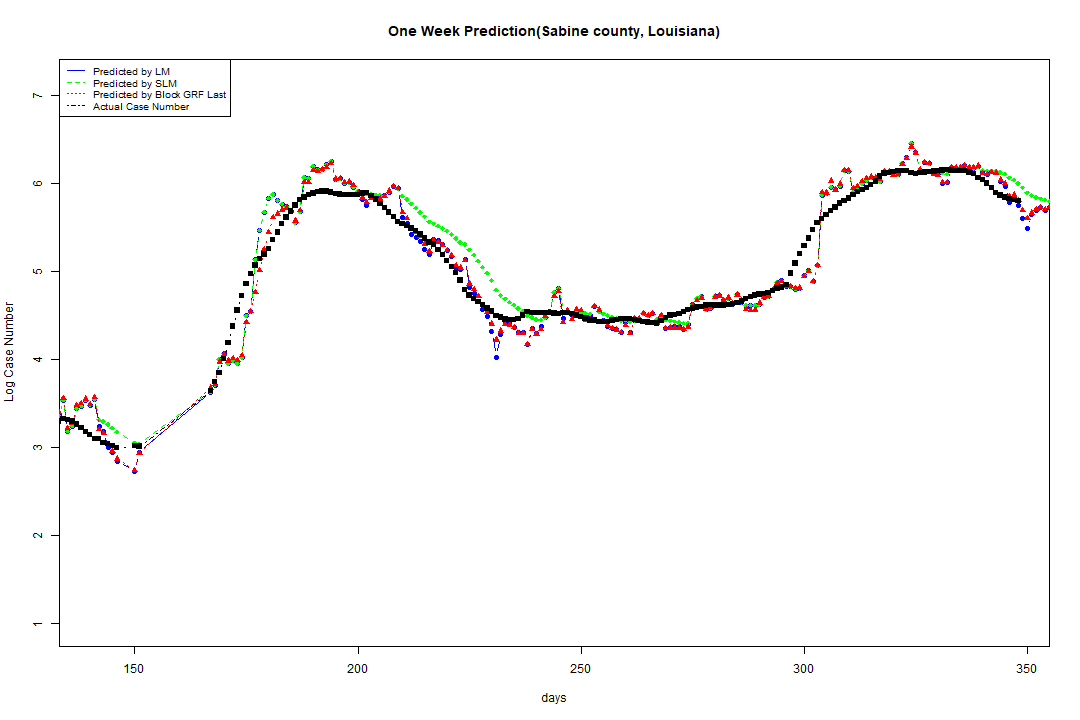 One Week Prediction(Sabine county, Louisiana)
Predicted by LM
Predicted by SLM
Predicted by Block GRF Last
Actual Case Number
7
6
5
4
3
2
1
Log Case Number
150 200 250 300 350
days